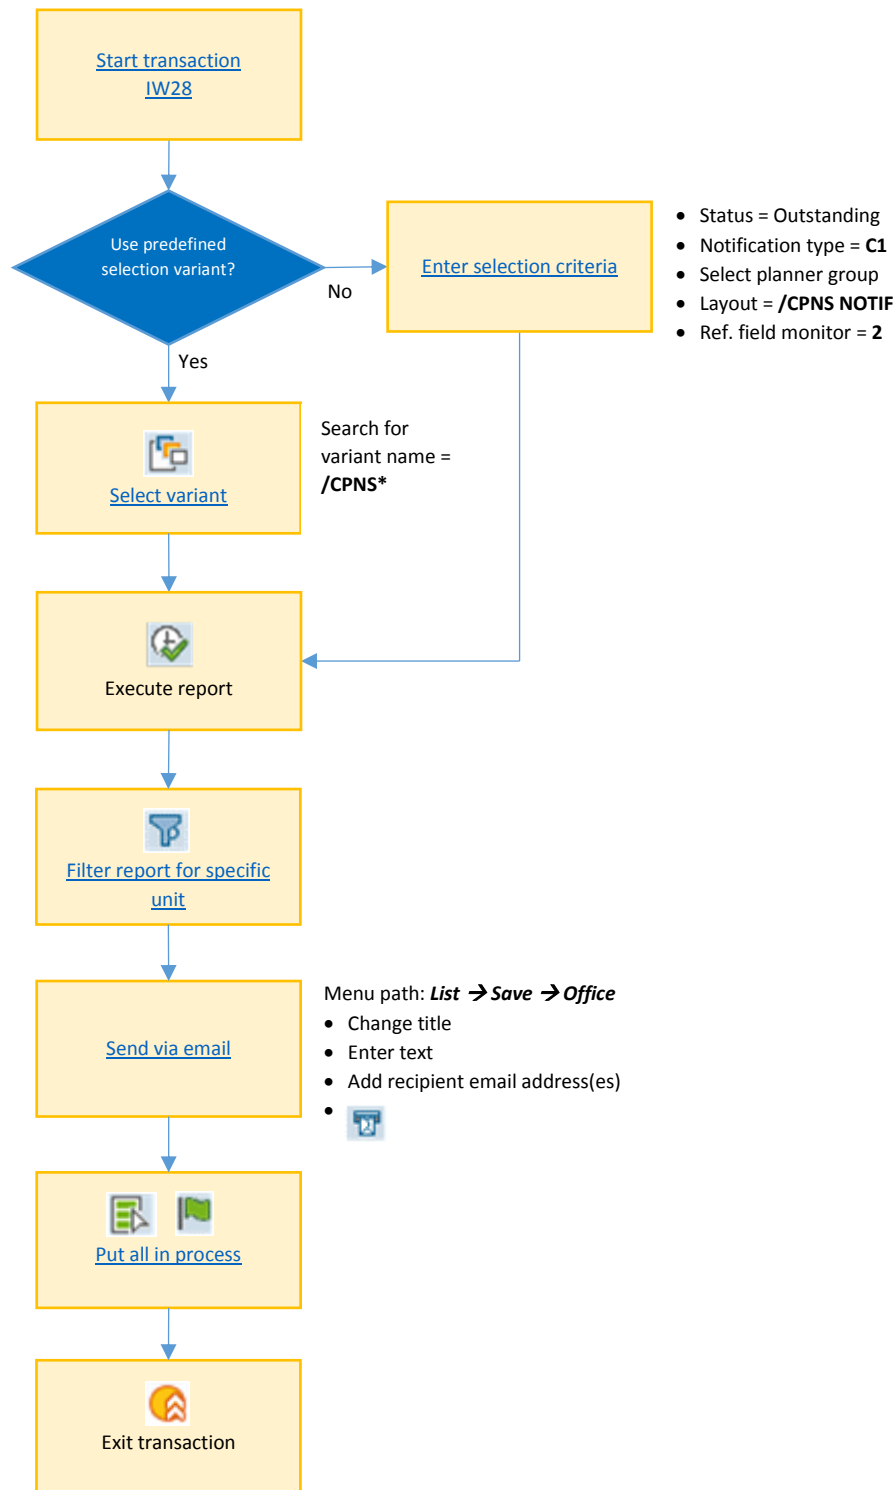 Start transaction
IW28
Use predefined
selection variant?
No
Enter selection criteria
• Status = Outstanding
• Notification type = C1
• Select planner group
• Layout = /CPNS NOTIF
• Ref. field monitor = 2
Yes
Select variant
Search for
variant name =
/CPNS*
Execute report
Filter report for specific
unit
Send via email
Menu path: List → Save → Office
• Change title
• Enter text
• Add recipient email address(es)
•
Put all in process
Exit transaction